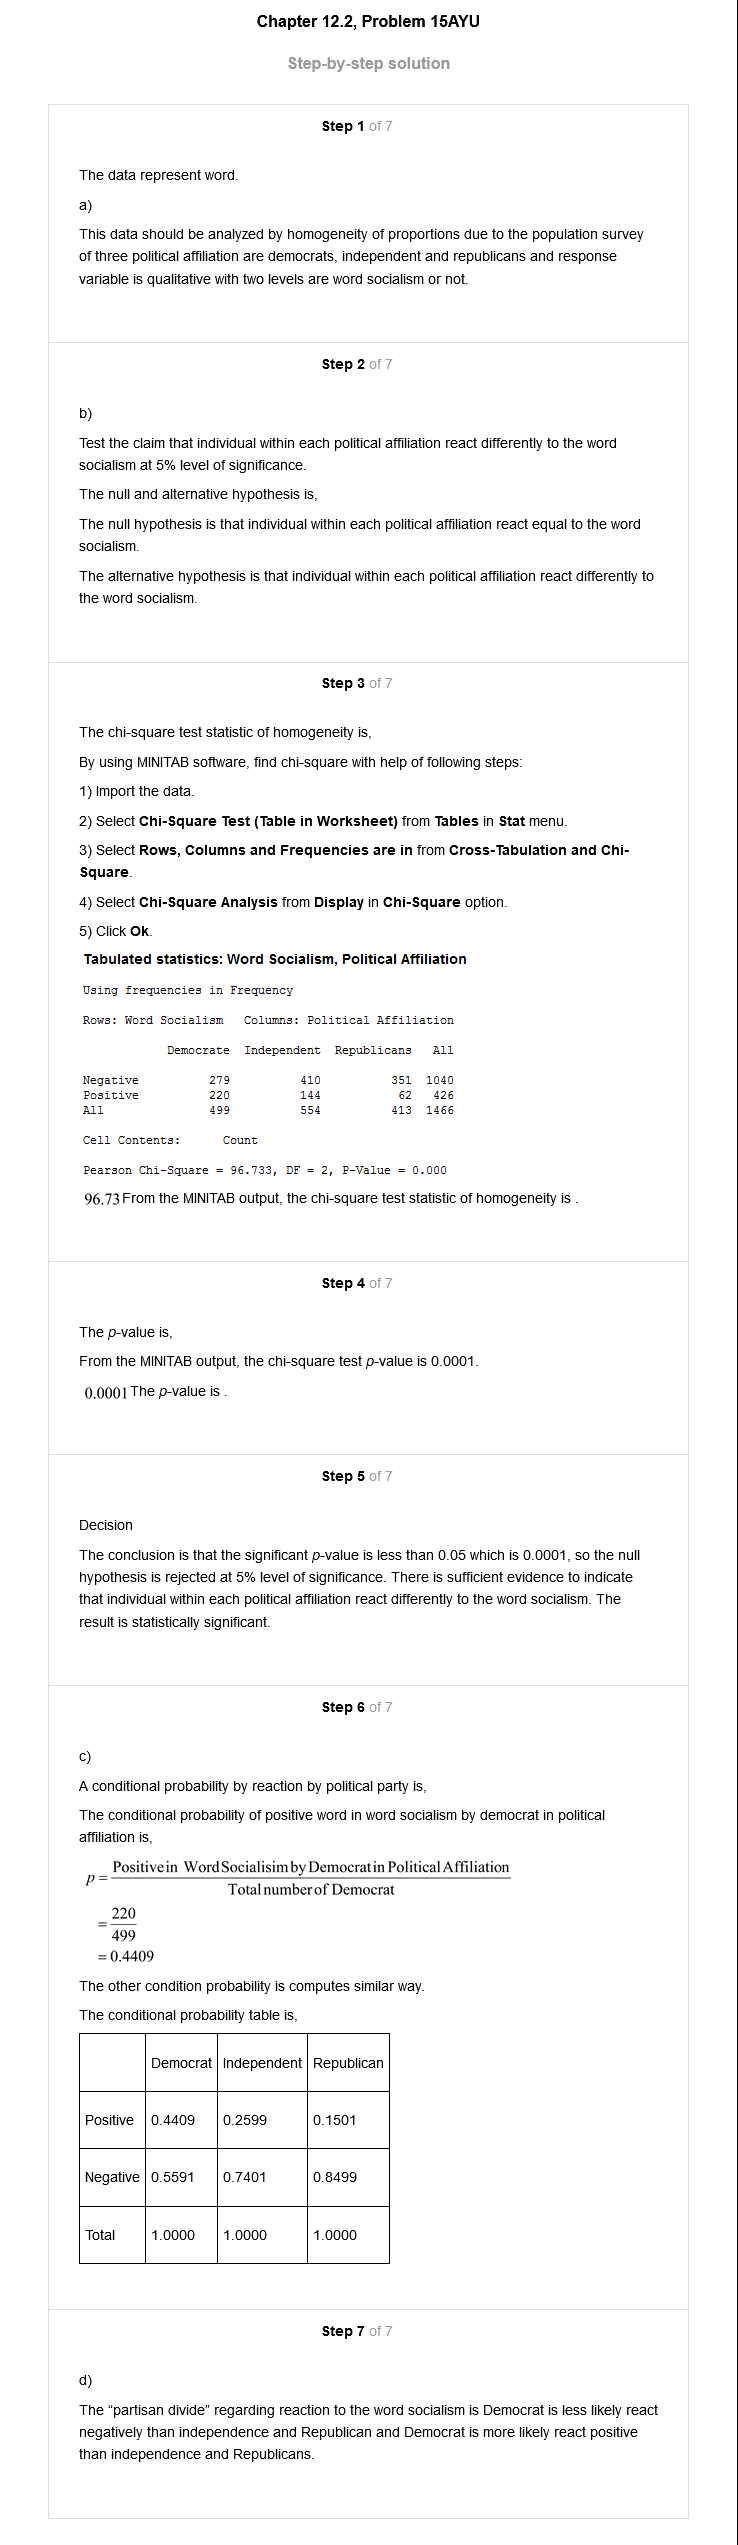 Chapter 12.2, Problem 15AYU
Step-by-step solution
Step 1 of 7
The data represent word.
a)
This data should be analyzed by homogeneity of proportions due to the population survey
of three political affiliation are democrats, independent and republicans and response
variable is qualitative with two levels are word socialism or not.
Step 2 of 7
b)
Test the claim that individual within each political affiliation react differently to the word
socialism at 5% level of significance.
The null and alternative hypothesis is,
The null hypothesis is that individual within each political affiliation react equal to the word
socialism.
The alternative hypothesis is that individual within each political affiliation react differently to
the word socialism.
Step 3 of 7
The chi-square test statistic of homogeneity is,
By using MINITAB software, find chi-square with help of following steps:
1) Import the data.
2) Select Chi-Square Test (Table in Worksheet) from Tables in Stat menu.
3) Select Rows, Columns and Frequencies are in from Cross-Tabulation and Chi-
Square.
4) Select Chi-Square Analysis from Display in Chi-Square option.
5) Click Ok.
Tabulated statistics: Word Socialism, Political Affiliation
Using frequencies in Frequency
Rows: Word Socialism Columns: Political Affiliation
Democrate Independent Republicans All
Negative 279 410 351 1040
Positive 220 144 62 426
All 499 554 413 1466
Cell Contents: Count
Pearson Chi-Square = 96.733, DF = 2, P-Value = 0.000
96.73 From the MINITAB output, the chi-square test statistic of homogeneity is .
Step 4 of 7
The p-value is,
From the MINITAB output, the chi-square test p-value is 0.0001.
0.0001 The p-value is .
Step 5 of 7
Decision
The conclusion is that the significant p-value is less than 0.05 which is 0.0001, so the null
hypothesis is rejected at 5% level of significance. There is sufficient evidence to indicate
that individual within each political affiliation react differently to the word socialism. The
result is statistically significant.
Step 6 of 7
c)
A conditional probability by reaction by political party is,
The conditional probability of positive word in word socialism by democrat in political
affiliation is,
p = Positive in Word Socialisim by Democrat in Political Affiliation
Total number of Democrat
= 220
499
= 0.4409
The other condition probability is computes similar way.
The conditional probability table is,
Democrat Independent Republican
Positive 0.4409 0.2599 0.1501
Negative 0.5591 0.7401 0.8499
Total 1.0000 1.0000 1.0000
Step 7 of 7
d)
The “partisan divide” regarding reaction to the word socialism is Democrat is less likely react
negatively than independence and Republican and Democrat is more likely react positive
than independence and Republicans.